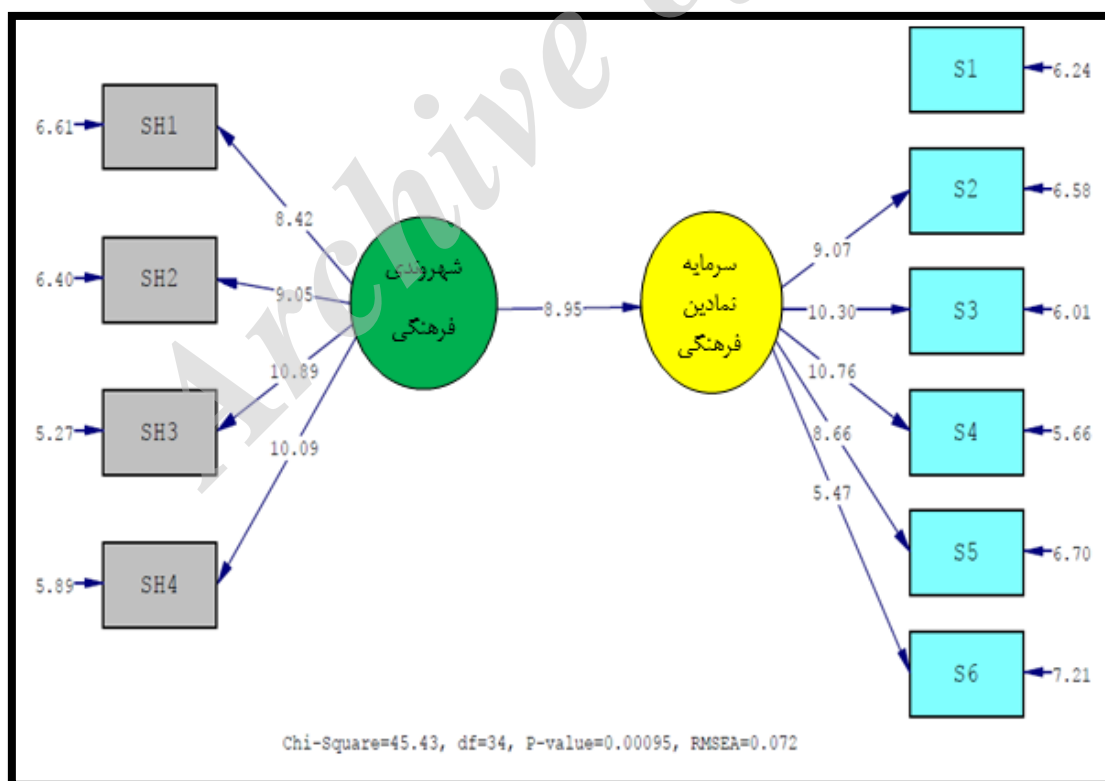 Archive
S1
6.24
6.61
SH1
S2
6.58
8.42
9.07
شهروندی
فرهنگی
سرمایه
نمادین
فرهنگی
6.40
SH2
9.05
8.95
10.30
S3
6.01
10.89
10.76
5.27
SH3
S4
5.66
10.09
8.66
5.47
S5
6.70
5.89
SH4
S6
7.21
Chi-Square=45.43, df=34, P-value=0.00095, RMSEA=0.072